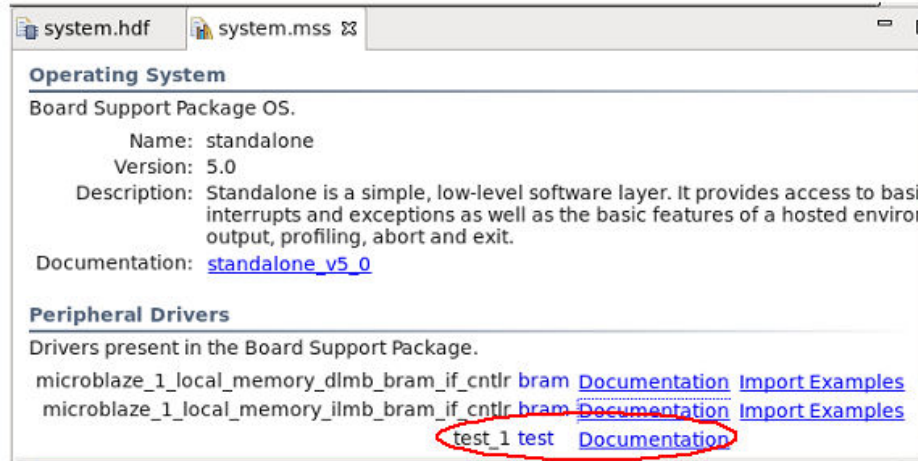 system.hdf system.mss
Operating System
Board Support Package OS.
Name: standalone
Version: 5.0
Description: Standalone is a simple, low-level software layer. It provides access to basi
interrupts and exceptions as well as the basic features of a hosted enviro
output, profiling, abort and exit.
Documentation: standalone_v5_0
Peripheral Drivers
Drivers present in the Board Support Package.
microblaze_1_local_memory_dlmb_bram_if_cntlr bram Documentation Import Examples
microblaze_1_local_memory_ilmb_bram_if_cntlr bram Documentation Import Examples
test_1 test Documentation